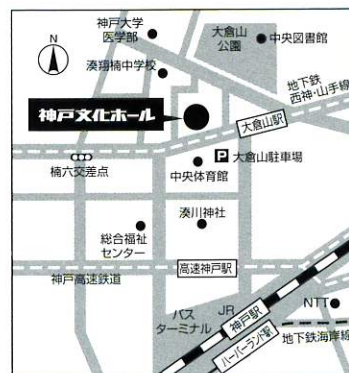 N
神戸大学
医学部
大倉山
公園
中央図書館
湊翔楠中学校
地下鉄
西神・山手線
神戸文化ホール
大倉山駅
P 大倉山駐車場
楠六交差点
中央体育館
湊川神社
総合福祉
センター
高速神戸駅
神戸高速鉄道
JR
神戸駅
NTT
バス
ターミナル
ハーバーランド駅
地下鉄海岸線